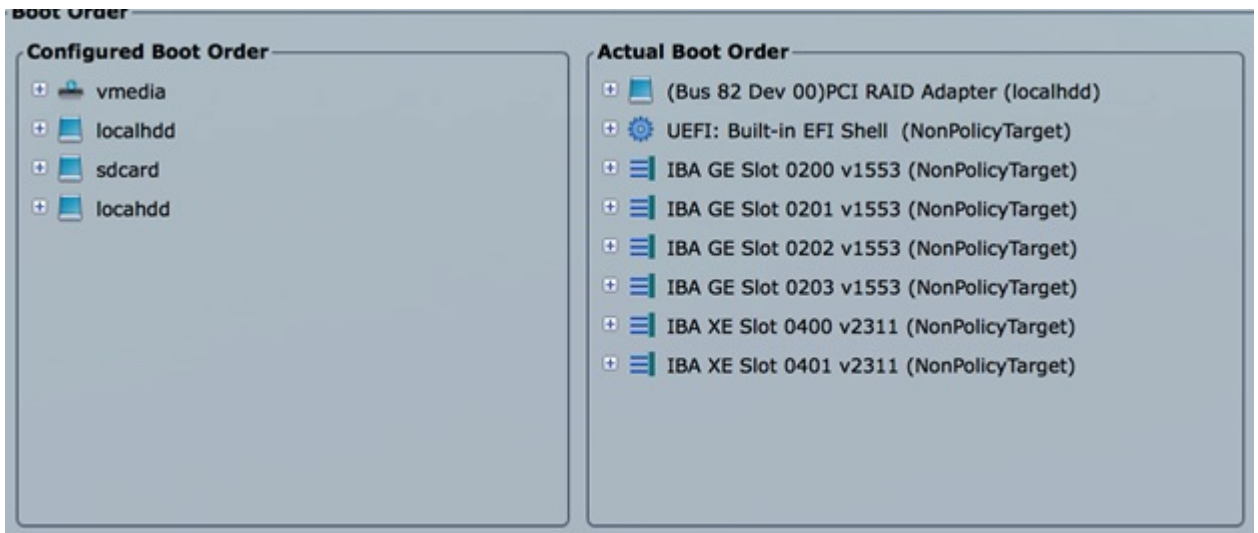 Boot Order
Configured Boot Order
vmedia
localhdd
sdcard
locahdd
Actual Boot Order
(Bus 82 Dev 00)PCI RAID Adapter (localhdd)
UEFI: Built-in EFI Shell (NonPolicyTarget)
IBA GE Slot 0200 v1553 (NonPolicyTarget)
IBA GE Slot 0201 v1553 (NonPolicyTarget)
IBA GE Slot 0202 v1553 (NonPolicyTarget)
IBA GE Slot 0203 v1553 (NonPolicyTarget)
IBA XE Slot 0400 v2311 (NonPolicyTarget)
IBA XE Slot 0401 v2311 (NonPolicyTarget)